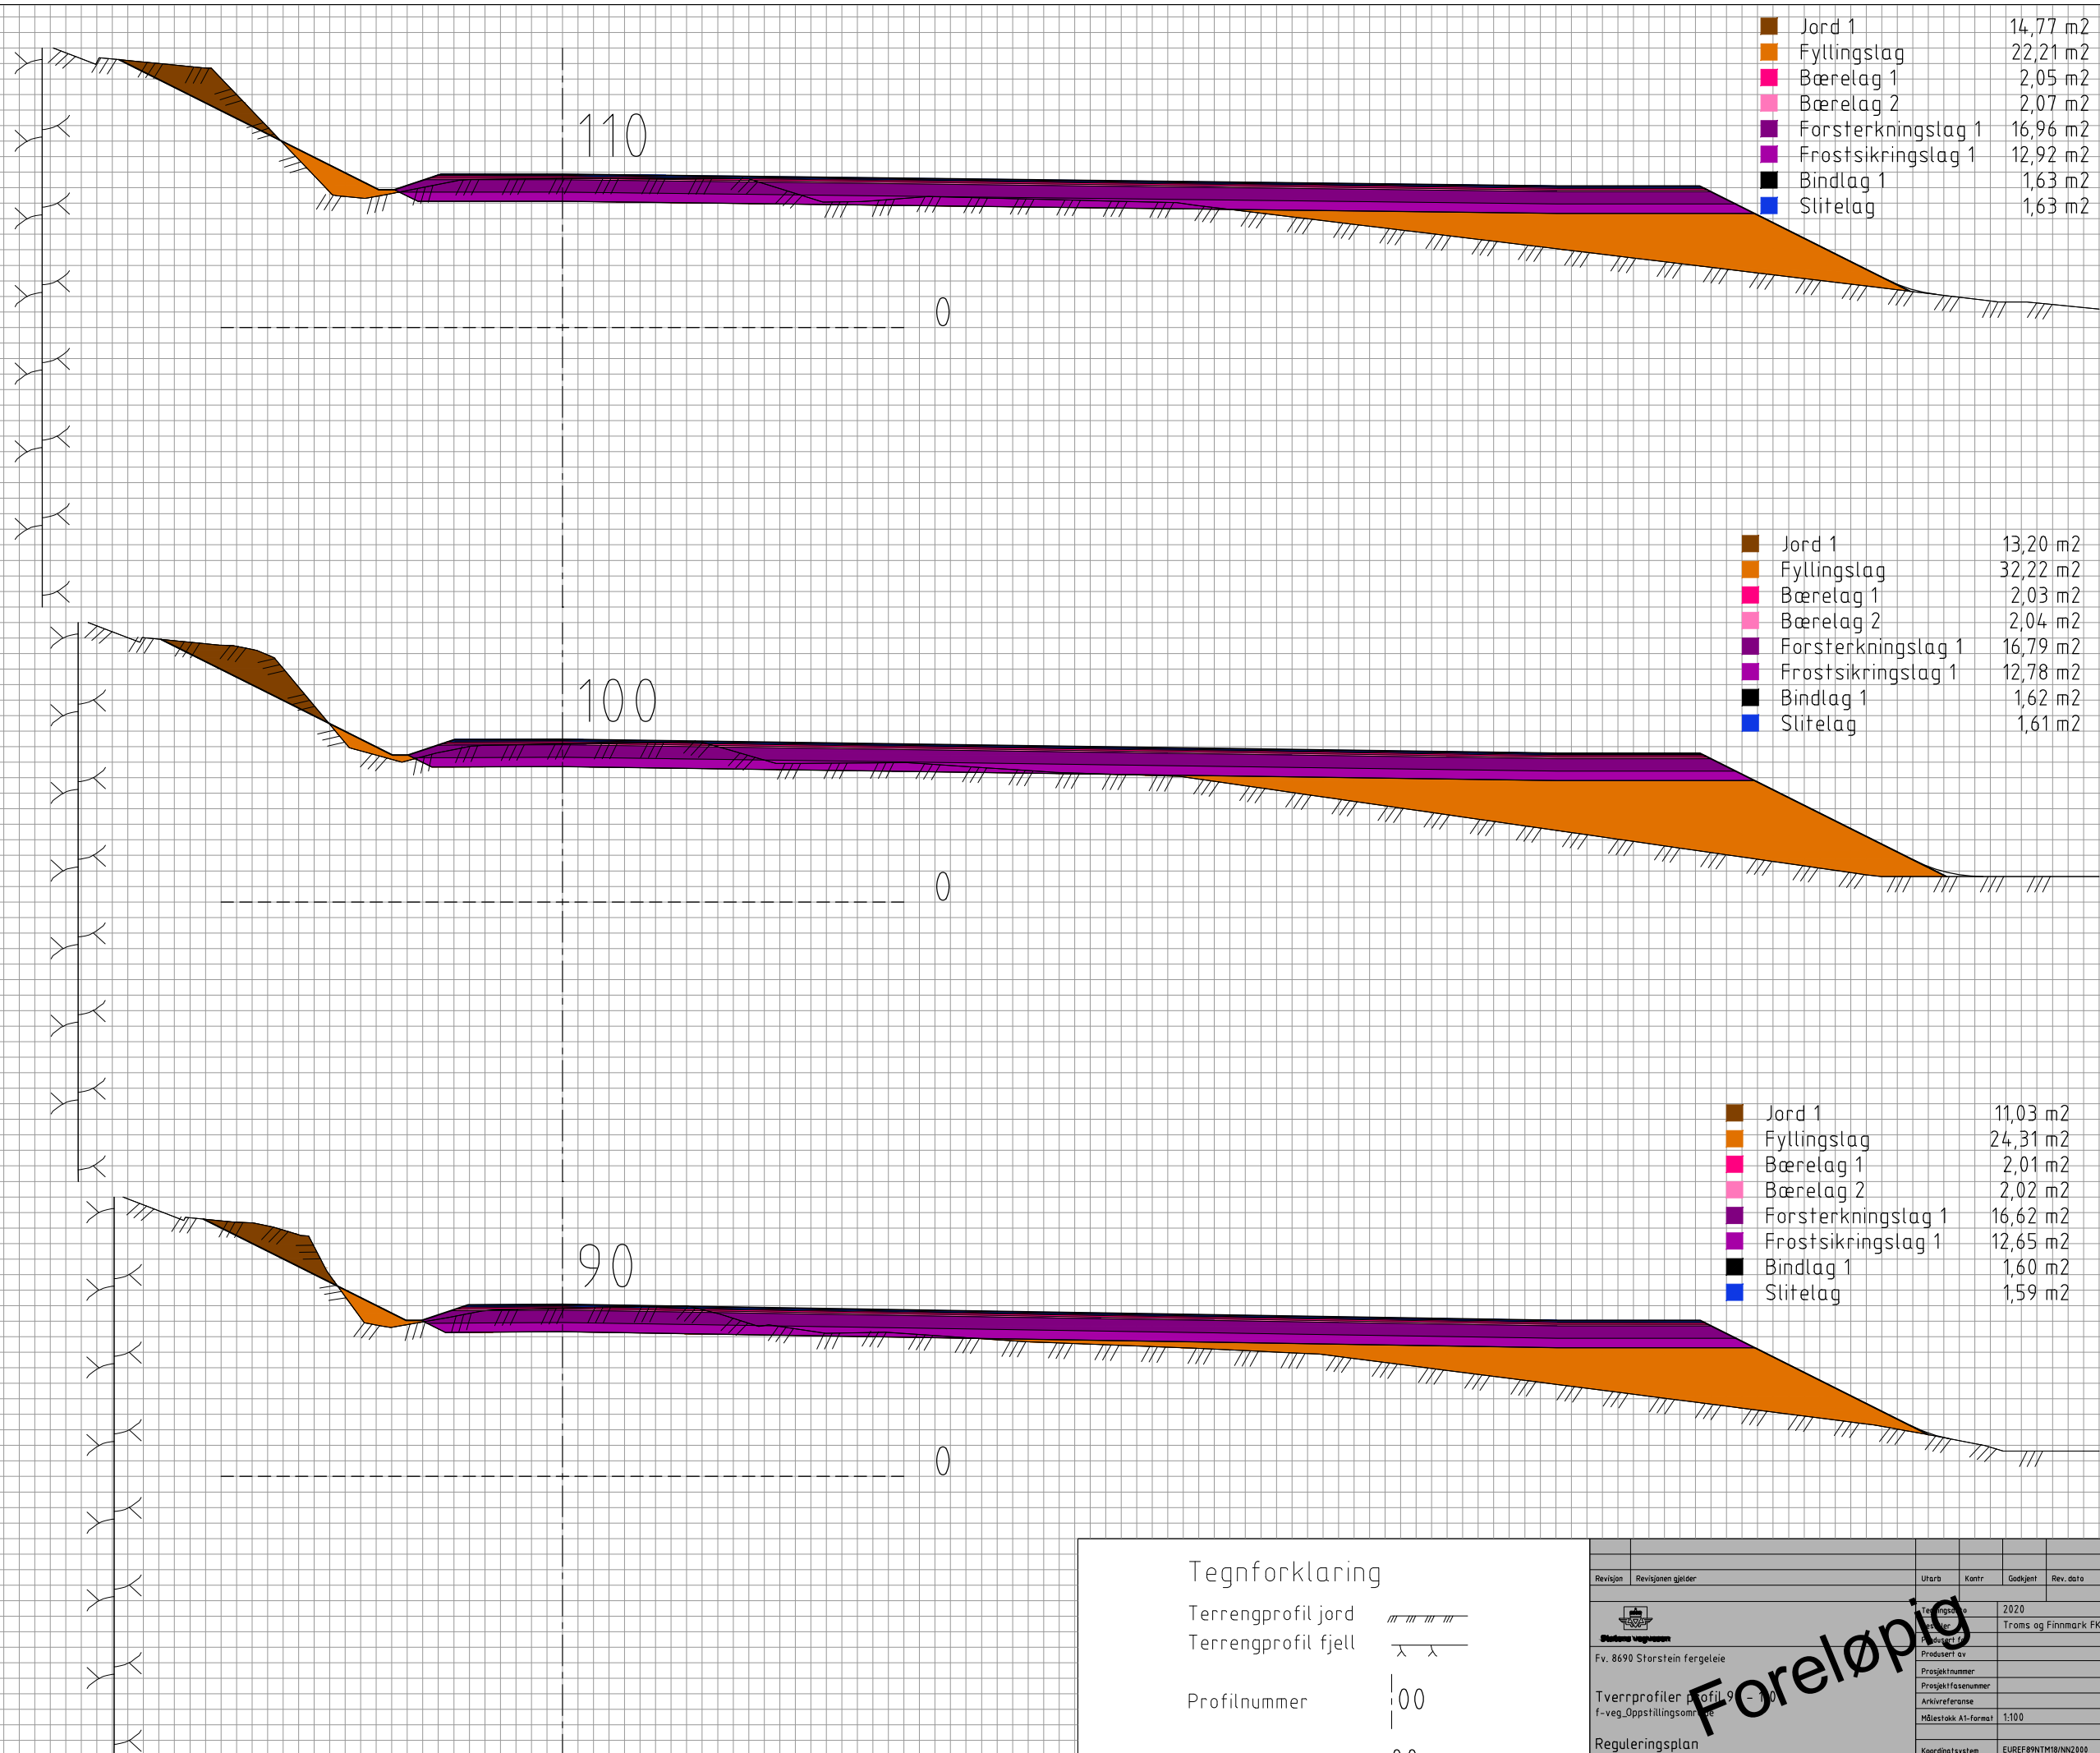 Jord 1 14,77 m2
Fyllingslag 22,21 m2
Bærelag 1 2,05 m2
Bærelag 2 2,07 m2
Forsterkningslag 1 16,96 m2
Frostsikringslag 1 12,92 m2
Bindlag 1 1,63 m2
Slitelag 1,63 m2
110
0
Jord 1 13,20 m2
Fyllingslag 32,22 m2
Bærelag 1 2,03 m2
Bærelag 2 2,04 m2
Forsterkningslag 1 16,79 m2
Frostsikringslag 1 12,78 m2
Bindlag 1 1,62 m2
Slitelag 1,61 m2
100
0
Jord 1 11,03 m2
Fyllingslag 24,31 m2
Bærelag 1 2,01 m2
Bærelag 2 2,02 m2
Forsterkningslag 1 16,62 m2
Frostsikringslag 1 12,65 m2
Bindlag 1 1,60 m2
Slitelag 1,59 m2
90
0
Tegnforklaring
Terrengprofil jord
Terrengprofil fjell
Profilnummer 00
Revisjon Revisjonen gjelder Utarb Kontr Godkjent Rev. dato
2020
Troms og Finnmark FK
Statens vegvesen
Produsert av
Fv. 8690 Storstein fergeleie
Prosjektnummer
Prosjektfasenummer
Tverrprofiler
Arkivreferanse
Målestokk A1-format 1:100
Reguleringsplan
Koordinatsystem EUREF89NTM18/NN2000
Foreløpig